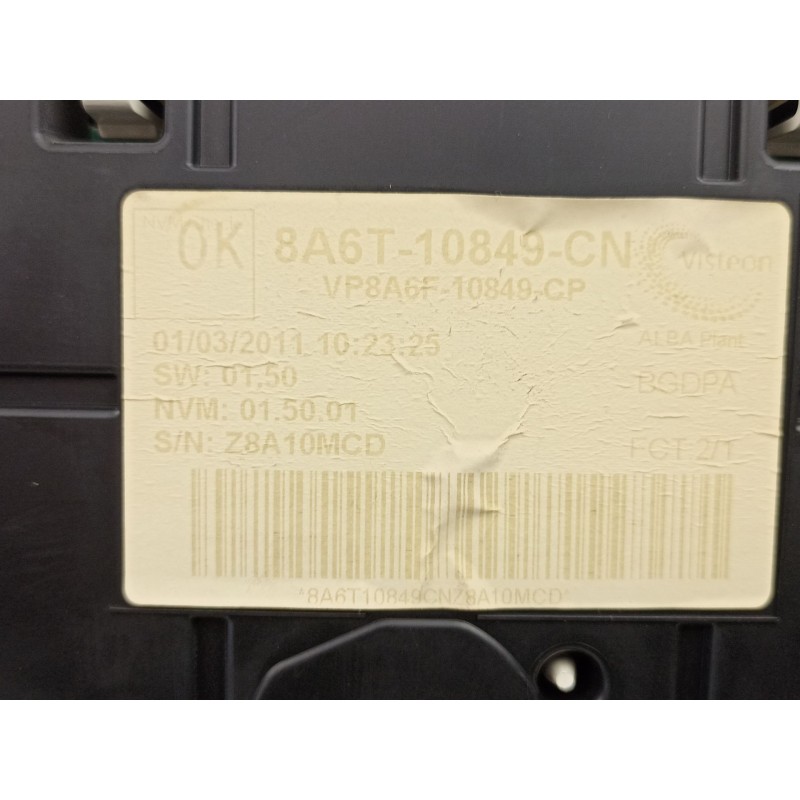 OK
8A6T-10849-CN
Visteon
VP8A6F-10849-CP
01/03/2011 10:23:25
ALBA Plant
SW: 01.50
BGDPA
NVM: 01.50.01
S/N: Z8A10MCD
FCT 2/1
*8A6T10849CNZ8A10MCD*